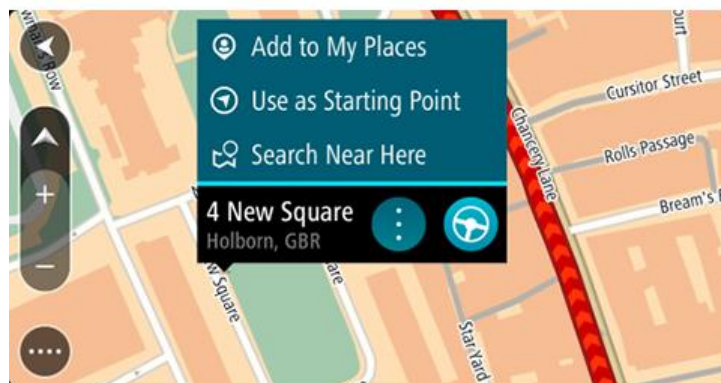 Add to My Places
Use as Starting Point
Search Near Here
4 New Square
Holborn, GBR
Row
Cursitor Street
Chancery Lane
Rolls Passage
Bream's
Square
Star Yard